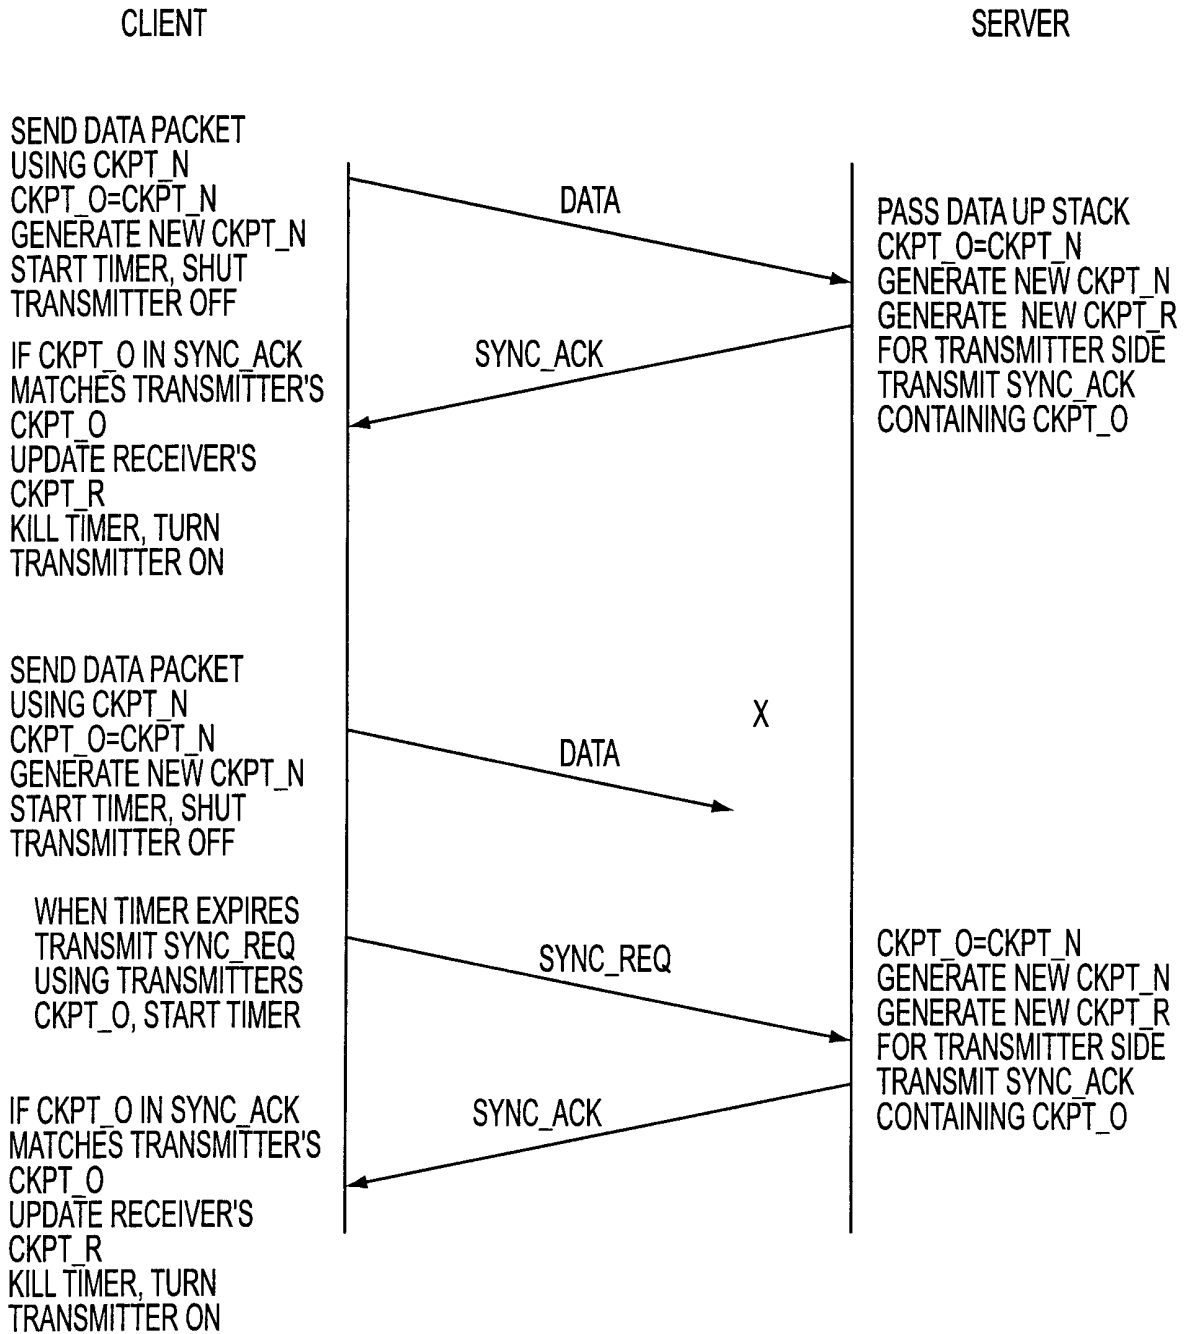 CLIENT
SERVER
SEND DATA PACKET
USING CKPT_N
CKPT_O=CKPT_N
GENERATE NEW CKPT_N
START TIMER, SHUT
TRANSMITTER OFF
DATA
PASS DATA UP STACK
CKPT_O=CKPT_N
GENERATE NEW CKPT_N
GENERATE NEW CKPT_R
FOR TRANSMITTER SIDE
TRANSMIT SYNC_ACK
CONTAINING CKPT_O
SYNC_ACK
IF CKPT_O IN SYNC_ACK
MATCHES TRANSMITTER'S
CKPT_O
UPDATE RECEIVER'S
CKPT_R
KILL TIMER, TURN
TRANSMITTER ON
SEND DATA PACKET
USING CKPT_N
CKPT_O=CKPT_N
GENERATE NEW CKPT_N
START TIMER, SHUT
TRANSMITTER OFF
X
DATA
WHEN TIMER EXPIRES
TRANSMIT SYNC_REQ
USING TRANSMITTERS
CKPT_O, START TIMER
SYNC_REQ
CKPT_O=CKPT_N
GENERATE NEW CKPT_N
GENERATE NEW CKPT_R
FOR TRANSMITTER SIDE
TRANSMIT SYNC_ACK
CONTAINING CKPT_O
SYNC_ACK
IF CKPT_O IN SYNC_ACK
MATCHES TRANSMITTER'S
CKPT_O
UPDATE RECEIVER'S
CKPT_R
KILL TIMER, TURN
TRANSMITTER ON